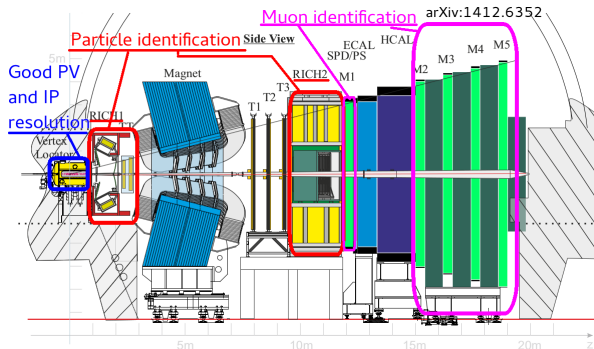 Muon identification
arXiv:1412.6352
Particle identification
Side View
ECAL
HCAL
SPD/PS
M1
M2
M3
M4
M5
RICH2
T1
T2
T3
Magnet
Good PV
and IP
resolution
RICH1
Vertex
Locator
5m
5m
10m
15m
20m
z